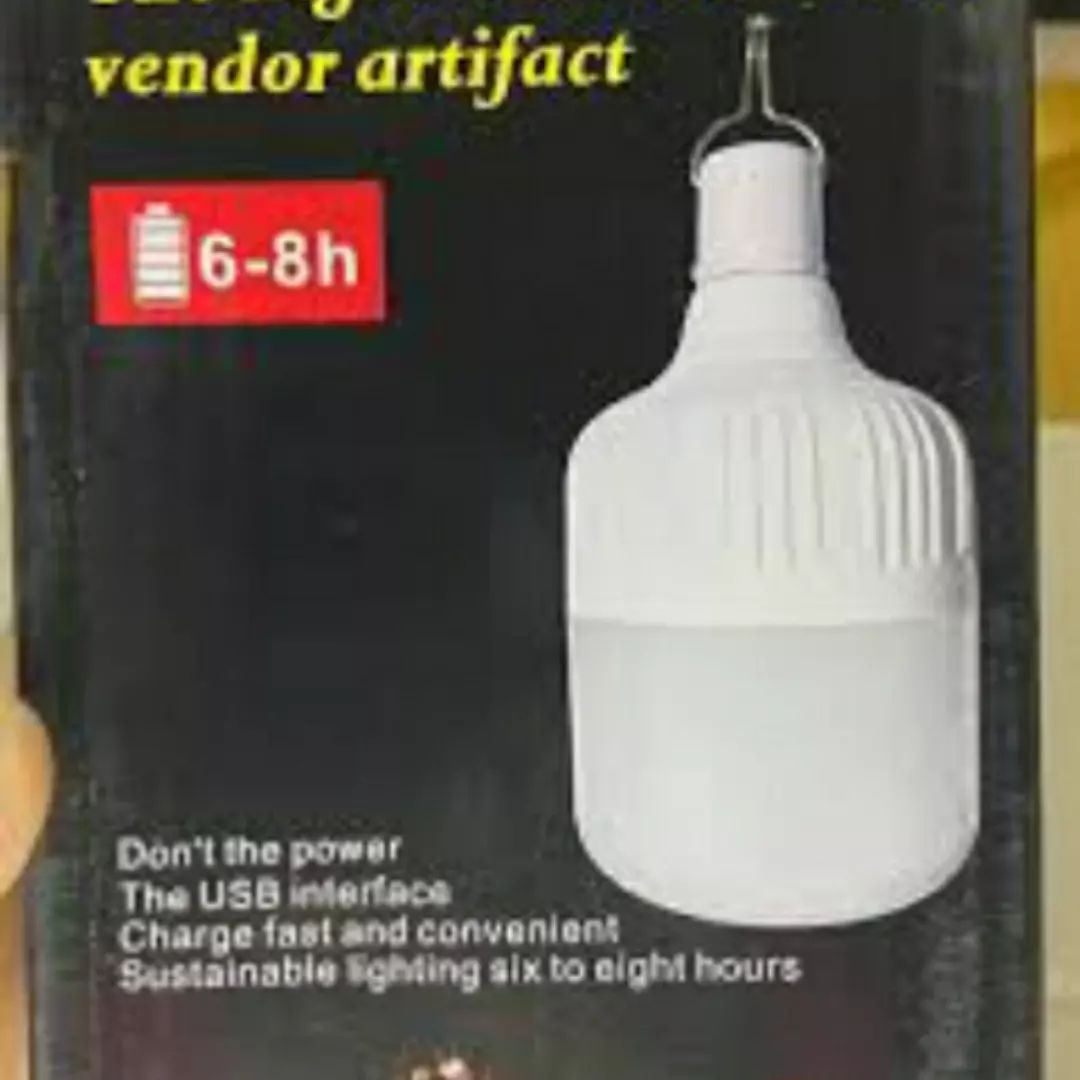 vendor artifact
6-8h
Don't the power
The USB interface
Charge fast and convenient
Sustainable lighting six to eight hours